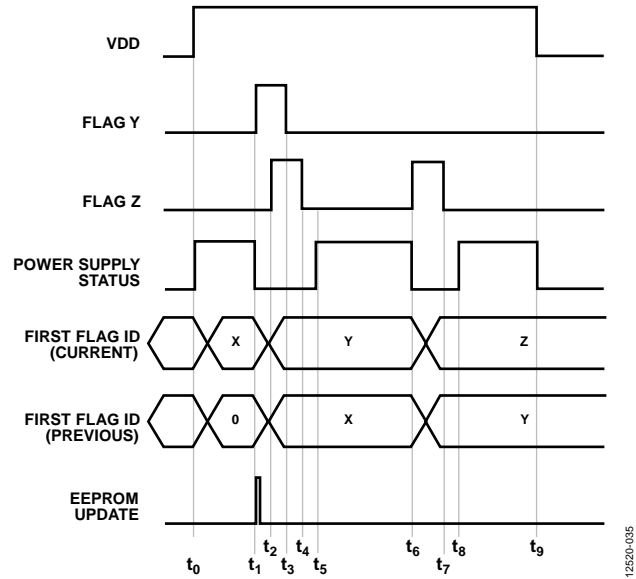 VDD
FLAG Y
FLAG Z
POWER SUPPLY
STATUS
FIRST FLAG ID
(CURRENT)
X
Y
Z
FIRST FLAG ID
(PREVIOUS)
0
X
Y
EEPROM
UPDATE
t0
t1
t2
t3
t4
t5
t6
t7
t8
t9
12520-035